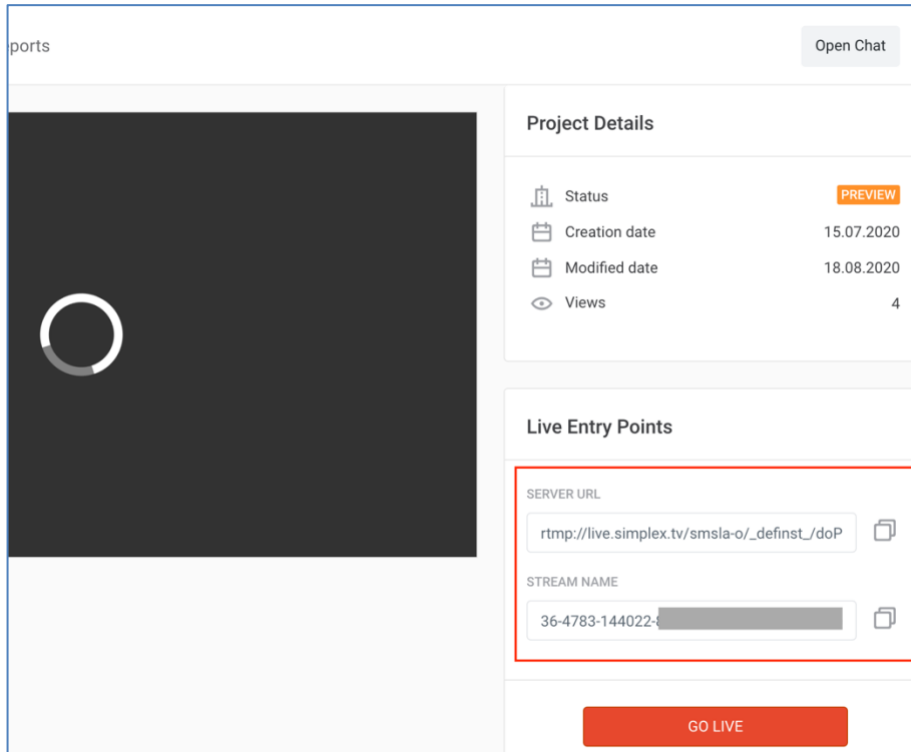 ports
Open Chat
Project Details
Status PREVIEW
Creation date 15.07.2020
Modified date 18.08.2020
Views 4
Live Entry Points
SERVER URL
rtmp://live.simplex.tv/smsla-o/_definst_/doP
STREAM NAME
36-4783-144022-
GO LIVE